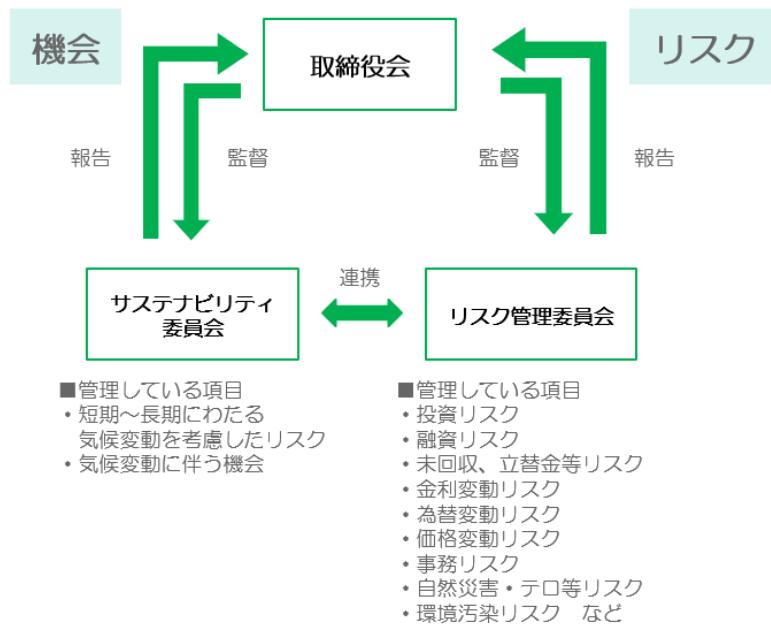 機会
取締役会
リスク
報告
監督
監督
報告
連携
サステナビリティ
委員会
リスク管理委員会
■管理している項目
・短期～長期にわたる
気候変動を考慮したリスク
・気候変動に伴う機会
■管理している項目
・投資リスク
・融資リスク
・未回収、立替金等リスク
・金利変動リスク
・為替変動リスク
・価格変動リスク
・事務リスク
・自然災害・テロ等リスク
・環境汚染リスク　など